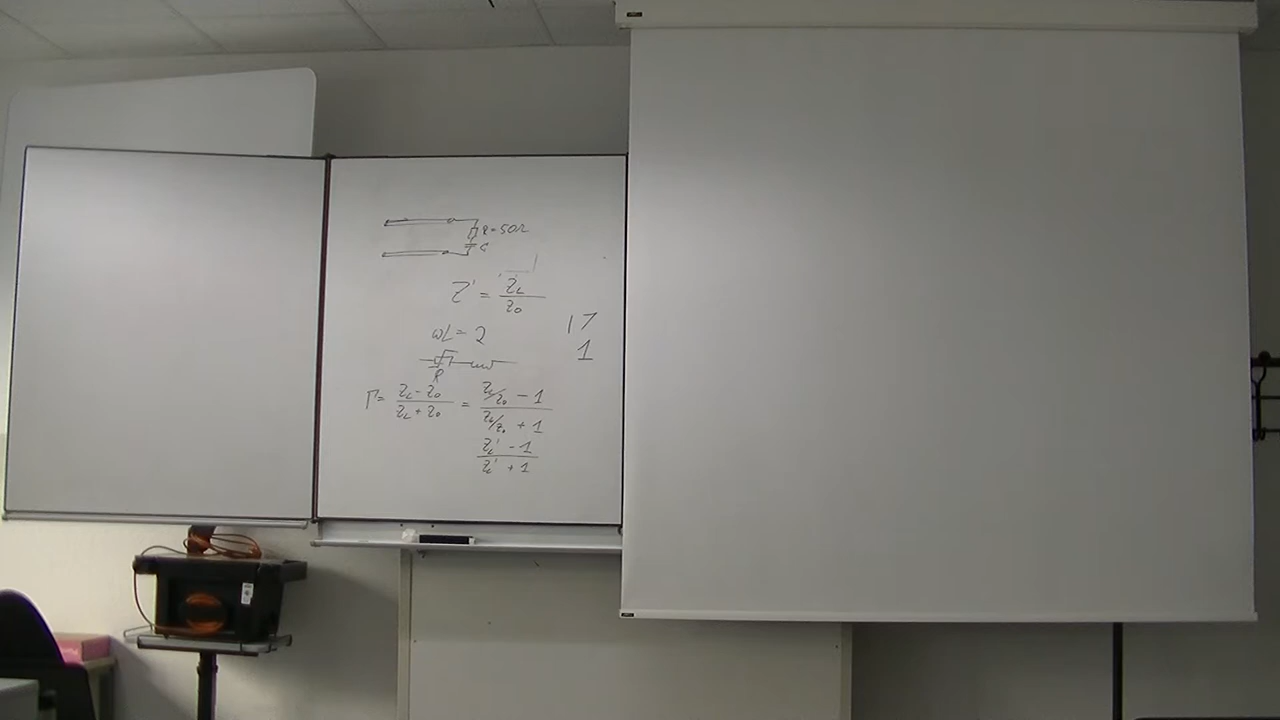 R=50Ω
C
Z' = Z_L / Z_0
17
ωL = 2
1
R
Γ = (Z_L - Z_0) / (Z_L + Z_0) = (Z_L/Z_0 - 1) / (Z_L/Z_0 + 1)
(Z_L' - 1) / (Z_L' + 1)